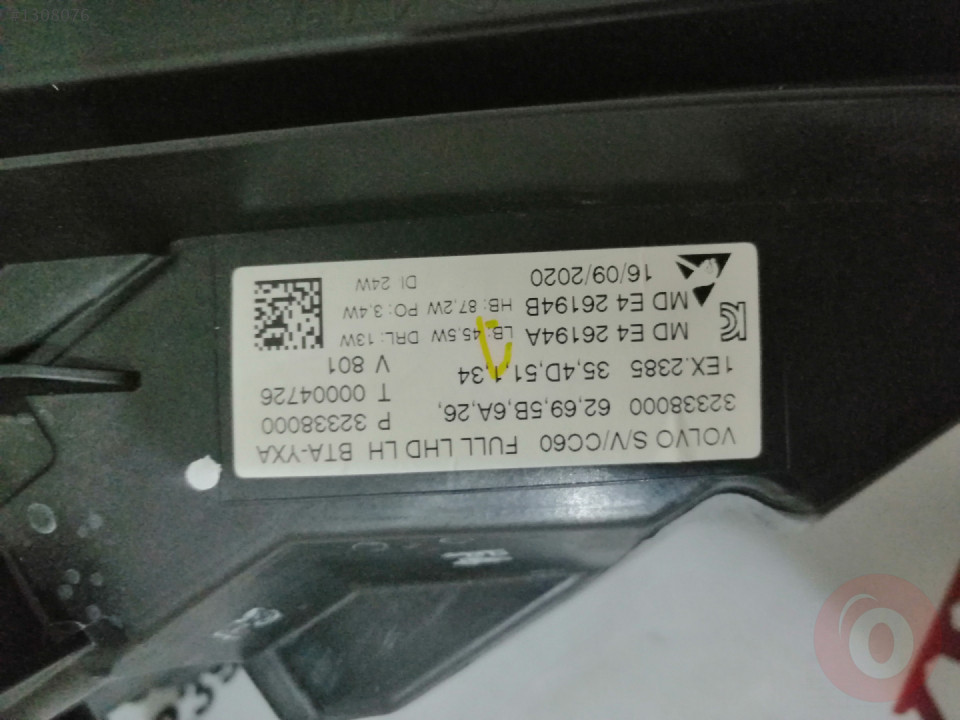 #1308076
VOLVO S/V/CC60 FULL LHD LH BTA-YXA
32338000 62,69,5B,6A,26, P 32338000
1EX.2385 35,4D,51,1,34 T 00004726
V 801
MD E4 26194A LB:45,5W DRL: 13W
MD E4 26194B HB: 87,2W PO: 3.4W
16/09/2020 DI: 24W